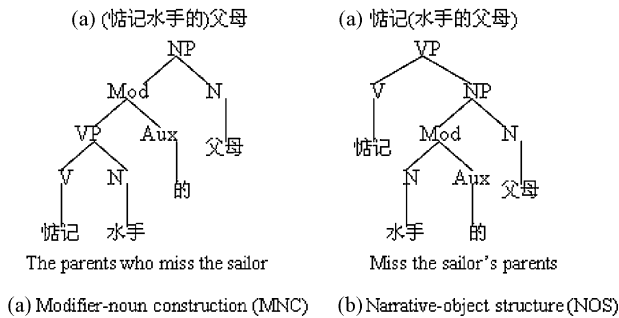 (a) (惦记水手的)父母
NP
Mod
N
VP
Aux
父母
V
N
的
惦记
水手
The parents who miss the sailor
(a) Modifier-noun construction (MNC)
(a) 惦记(水手的父母)
VP
V
NP
惦记
Mod
N
N
Aux
父母
水手
的
Miss the sailor's parents
(b) Narrative-object structure (NOS)